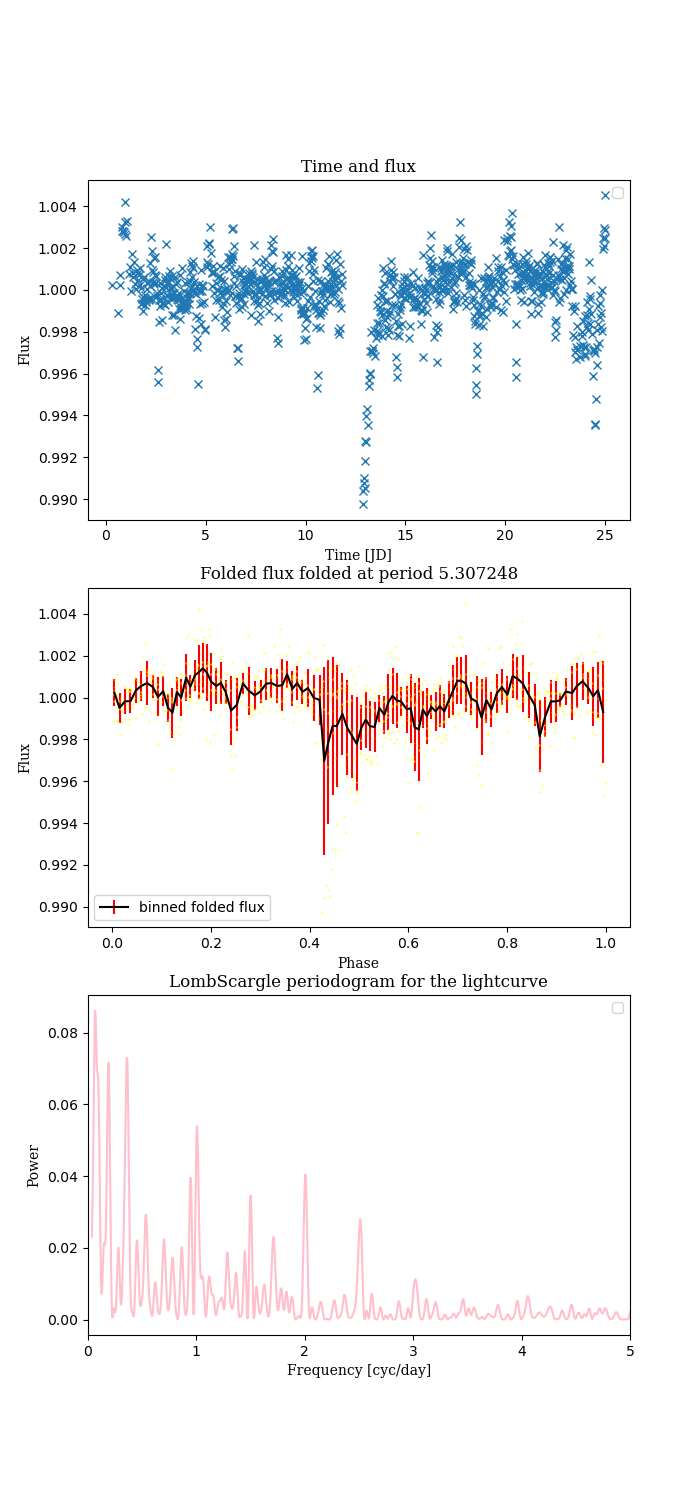 Time and flux
1.004
1.002
1.000
0.998
0.996
0.994
0.992
0.990
Flux
0 5 10 15 20 25
Time [JD]
Folded flux folded at period 5.307248
1.004
1.002
1.000
0.998
0.996
0.994
0.992
0.990
Flux
binned folded flux
0.0 0.2 0.4 0.6 0.8 1.0
Phase
LombScargle periodogram for the lightcurve
0.08
0.06
0.04
0.02
0.00
Power
0 1 2 3 4 5
Frequency [cyc/day]